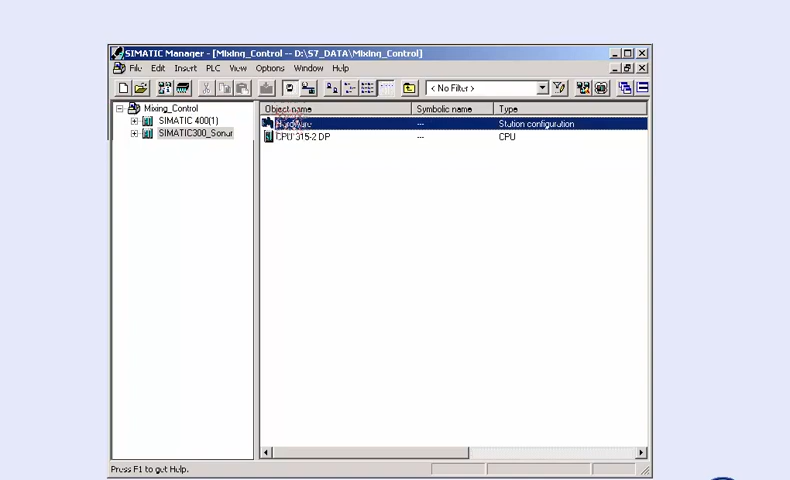 SIMATIC Manager - [Mixing_Control -- D:\S7_DATA\Mixing_Control]
File Edit Insert PLC View Options Window Help
< No Filter >
Mixing_Control
SIMATIC 400(1)
SIMATIC300_Sonat
Object name Symbolic name Type
Hardware --- Station configuration
CPU 315-2 DP --- CPU
Press F1 to get Help.